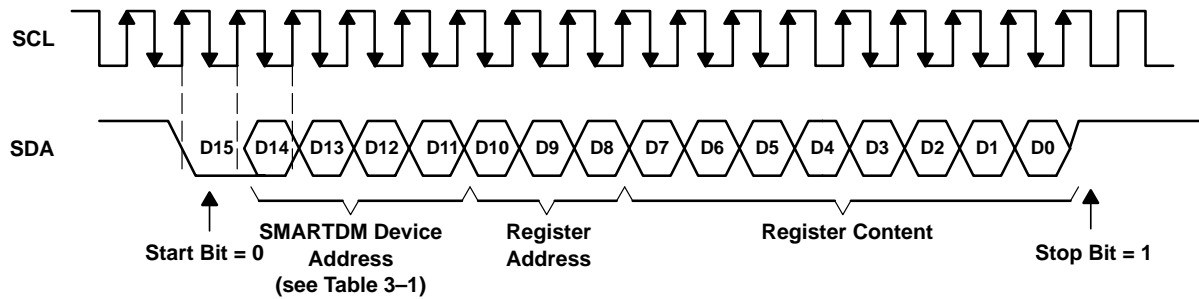 SCL
SDA
D15
D14
D13
D12
D11
D10
D9
D8
D7
D6
D5
D4
D3
D2
D1
D0
Start Bit = 0
SMARTDM Device
Address
(see Table 3–1)
Register
Address
Register Content
Stop Bit = 1